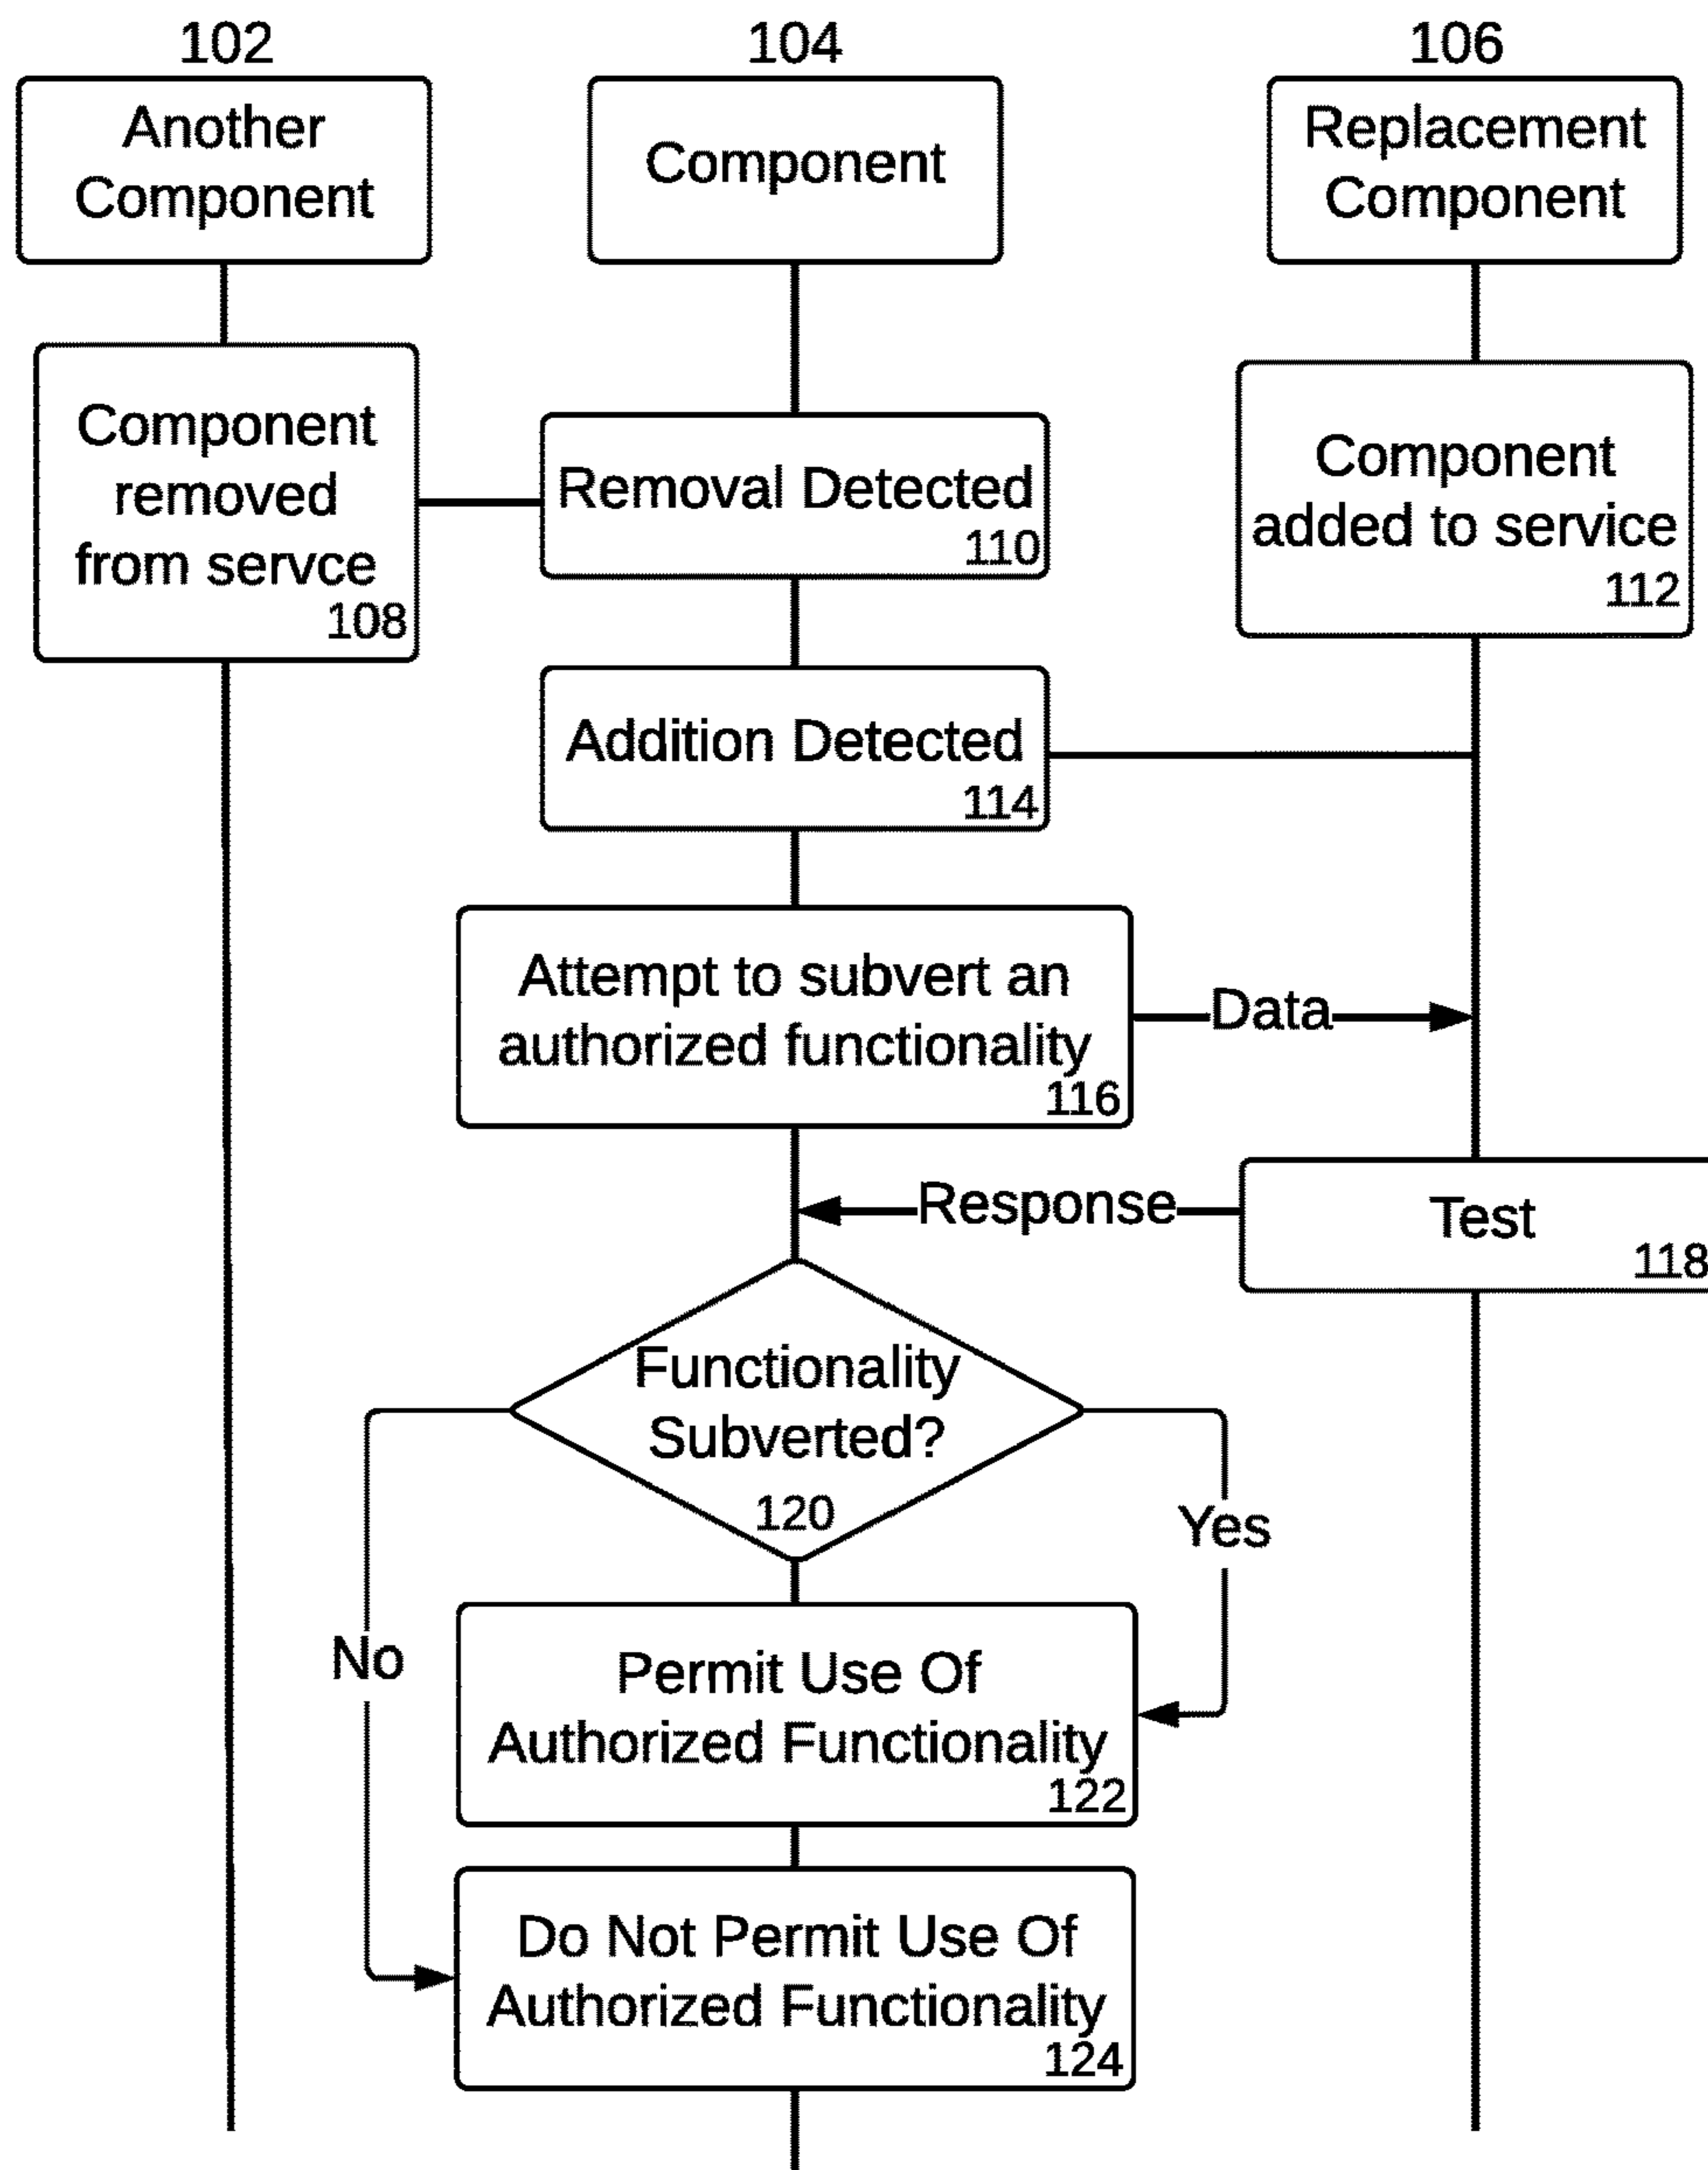 102
104
106
Another
Component
Component
Replacement
Component
Component
removed
from servce
108
Removal Detected
110
Component
added to service
112
Addition Detected
114
Attempt to subvert an
authorized functionality
116
Data
Response
Test
118
Functionality
Subverted?
120
Yes
No
Permit Use Of
Authorized Functionality
122
Do Not Permit Use Of
Authorized Functionality
124